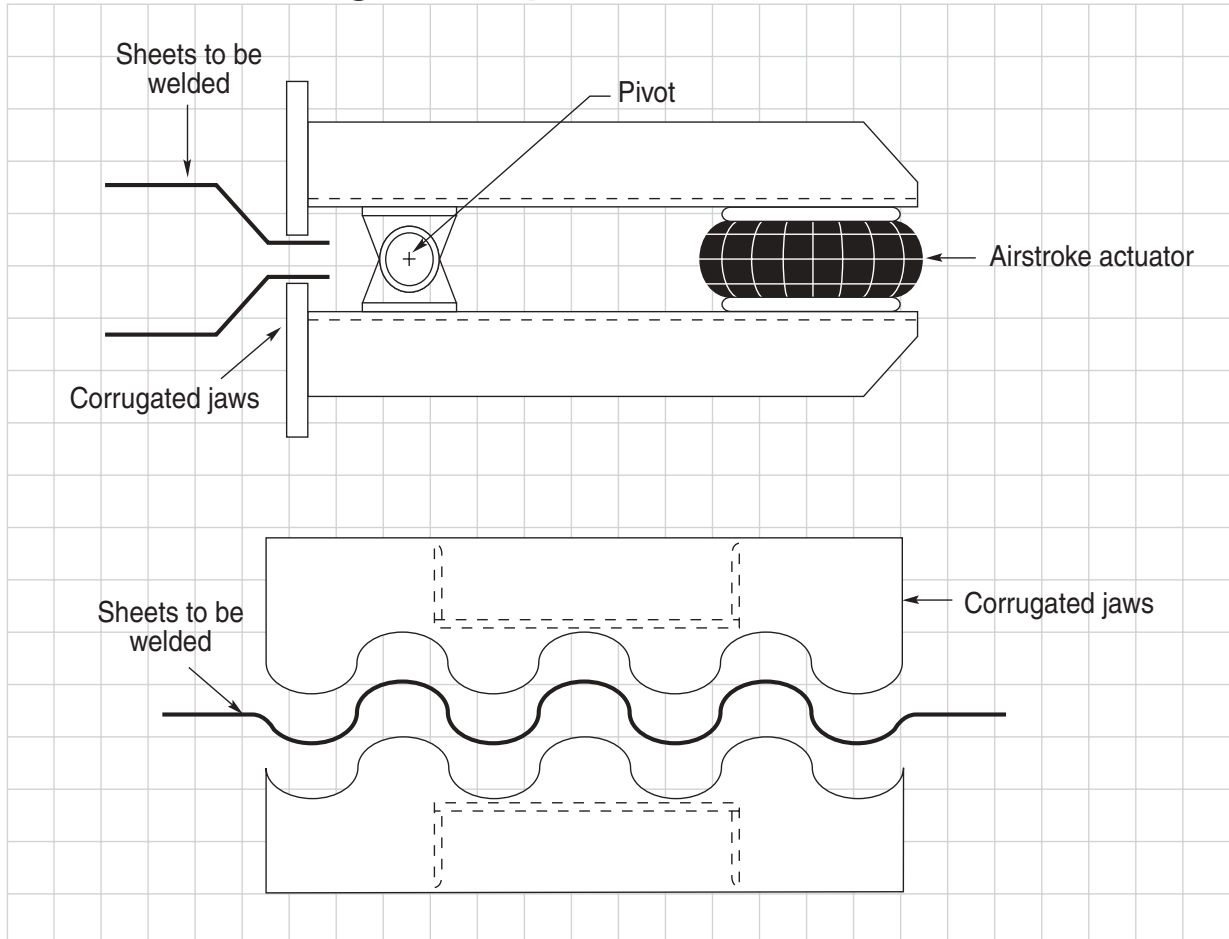 Sheets to be
welded
Pivot
Airstroke actuator
Corrugated jaws
Sheets to be
welded
Corrugated jaws